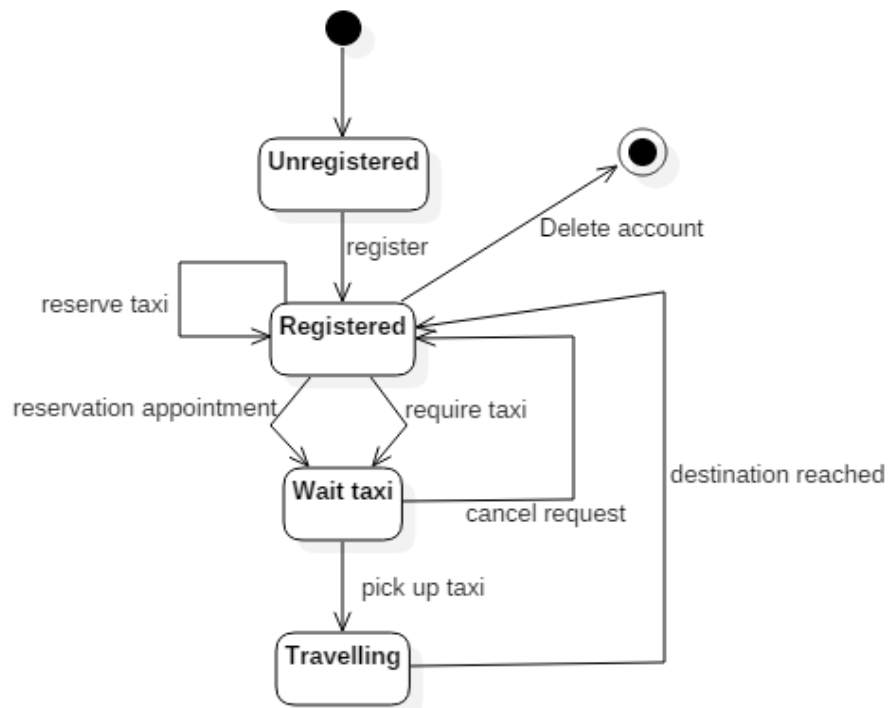 Unregistered
register
Delete account
reserve taxi
Registered
reservation appointment
require taxi
Wait taxi
cancel request
destination reached
pick up taxi
Travelling